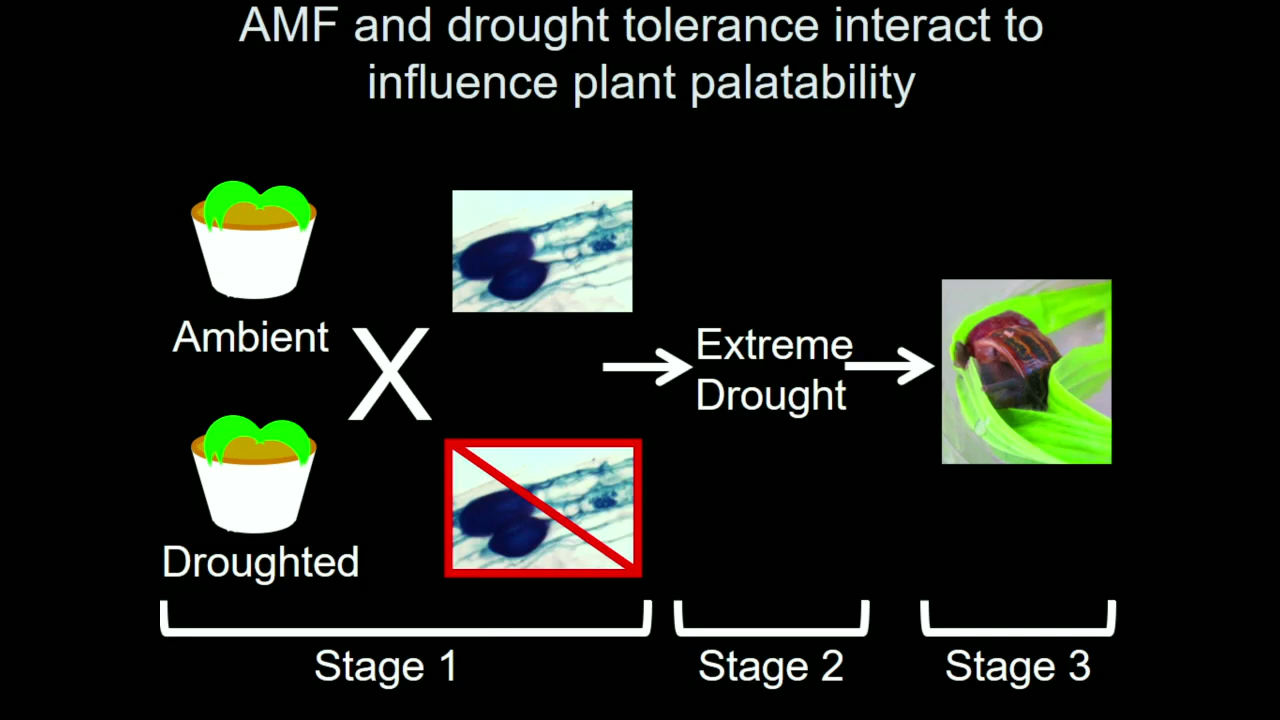 AMF and drought tolerance interact to
influence plant palatability
Ambient
X
Droughted
Extreme
Drought
Stage 1
Stage 2
Stage 3